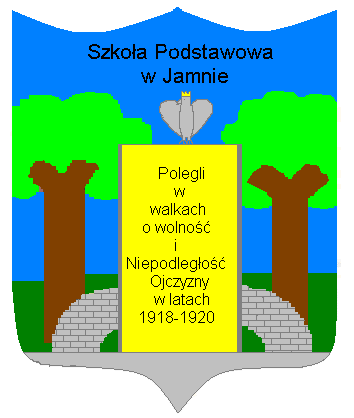 Szkoła Podstawowa
w Jamnie
Polegli
w
walkach
o wolność
i
Niepodległość
Ojczyzny
w latach
1918-1920